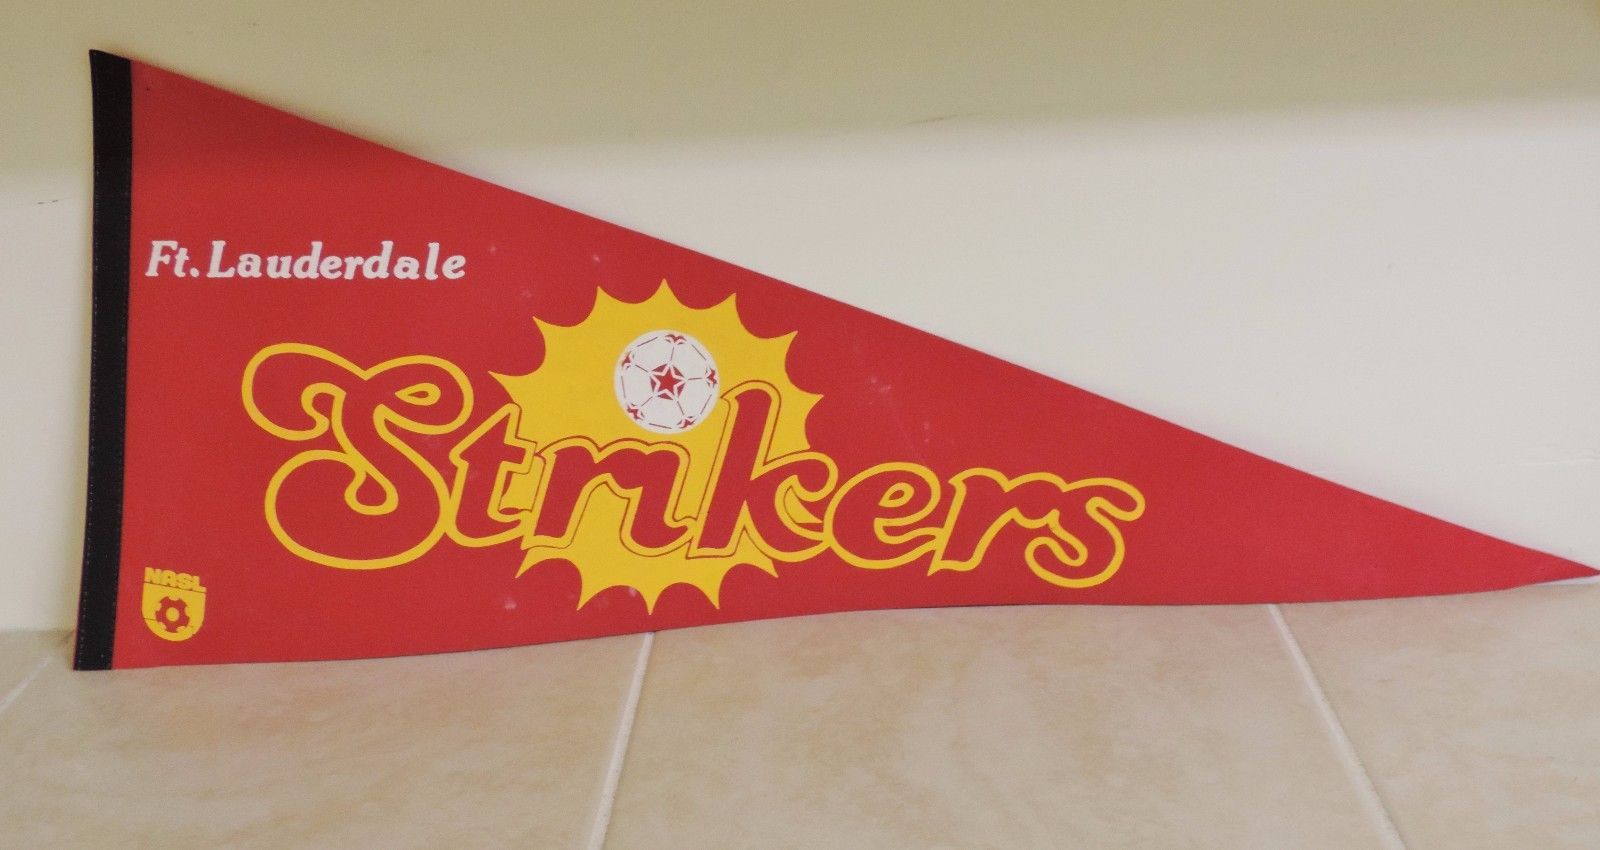 Ft. Lauderdale
Strikers
NASL